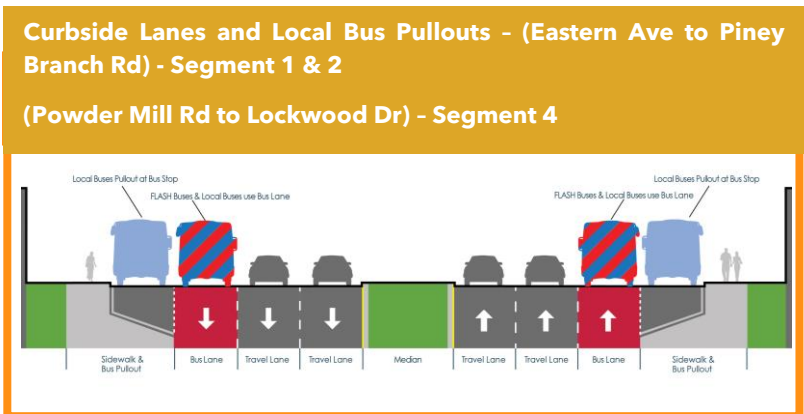 Curbside Lanes and Local Bus Pullouts – (Eastern Ave to Piney
Branch Rd) - Segment 1 & 2
(Powder Mill Rd to Lockwood Dr) – Segment 4
Local Buses Pullout at Bus Stop
FLASH Buses & Local Buses use Bus Lane
Local Buses Pullout at Bus Stop
FLASH Buses & Local Buses use Bus Lane
Sidewalk &
Bus Pullout
Bus Lane
Travel Lane
Travel Lane
Median
Travel Lane
Travel Lane
Bus Lane
Sidewalk &
Bus Pullout